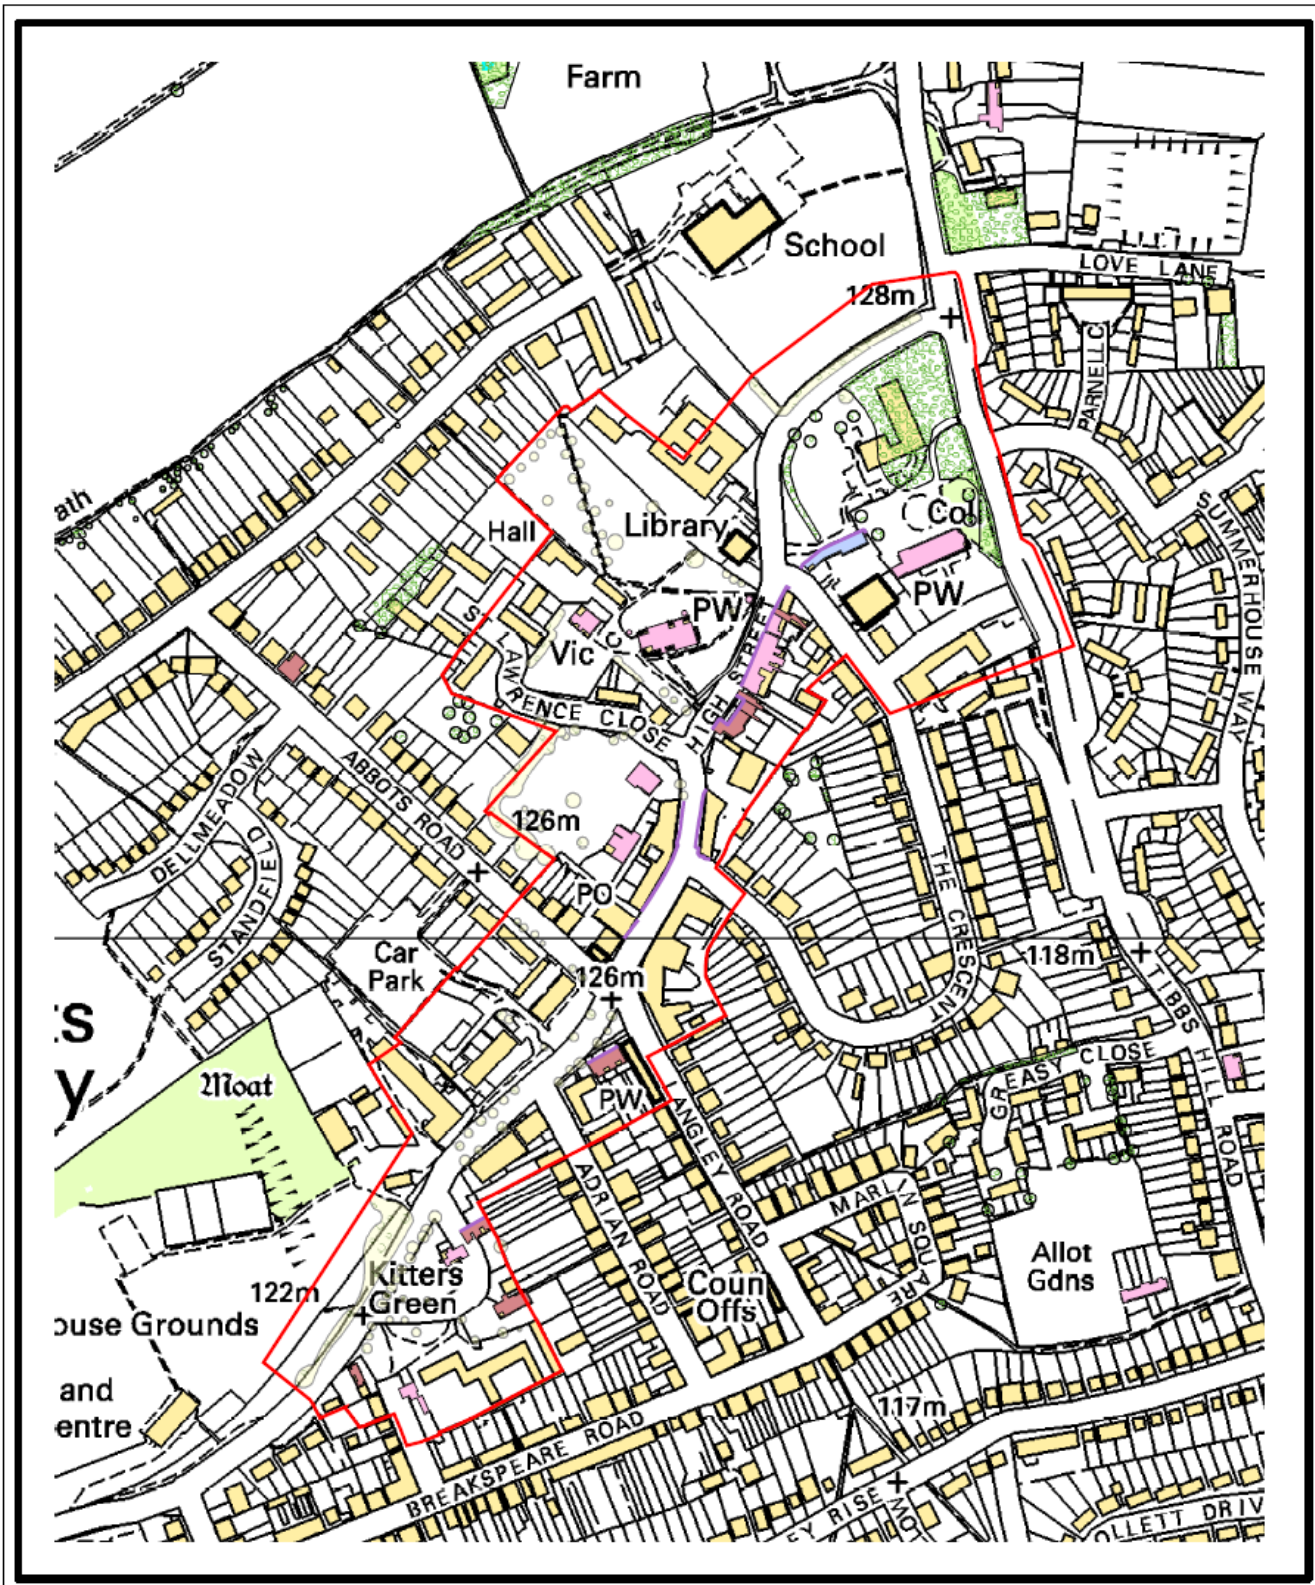 Farm
School
LOVE LANE
128m
PARNELL C
ath
Hall
Library
Col
SUMMERHOUSE WAY
PW
PW
Vic
ST LAWRENCE CLOSE
HIGH STREET
ABBOTS ROAD
DELLMEADOW
STANDFIELD
126m
PO
THE CRESCENT
Car
Park
126m
118m
TIBBS HILL ROAD
GREASY CLOSE
s
y
Moat
PW
LANGLEY ROAD
ADRIAN ROAD
MARLIN SQUARE
Allot
Gdns
Kitters
Green
122m
Coun
Offs
ouse Grounds
and
entre
117m
BREAKSPEARE ROAD
EY RISE
MO
OLLETT DRIV